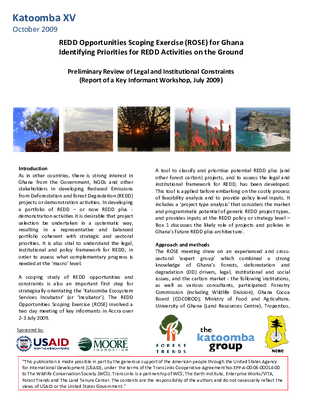 Katoomba XV
October 2009
REDD Opportunities Scoping Exercise (ROSE) for Ghana
Identifying Priorities for REDD Activities on the Ground
Preliminary Review of Legal and Institutional Constraints
(Report of a Key Informant Workshop, July 2009)
Introduction
As in other countries, there is strong interest in
Ghana from the Government, NGOs and other
stakeholders in developing Reduced Emissions
from Deforestation and forest Degradation (REDD)
projects or demonstration activities. In developing
a portfolio of REDD – or now REDD plus -
demonstration activities it is desirable that project
selection be undertaken in a systematic way,
resulting in a representative and balanced
portfolio coherent with strategic and sectoral
priorities. It is also vital to understand the legal,
institutional and policy framework for REDD, in
order to assess what complementary progress is
needed at the 'macro' level.
A scoping study of REDD opportunities and
constraints is also an important first step for
strategically orienting the 'Katoomba Ecosystem
Services Incubator' (or 'Incubator'). The REDD
Opportunities Scoping Exercise (ROSE) involved a
two day meeting of key informants in Accra over
2-3 July 2009.
A tool to classify and prioritise potential REDD plus (and
other forest carbon) projects, and to assess the legal and
institutional framework for REDD, has been developed.
This tool is applied before embarking on the costly process
of feasibility analysis and to provide policy level inputs. It
includes a 'project type analysis' that considers the market
and programmatic potential of generic REDD project types,
and provides inputs at the REDD policy or strategy level –
Box 1 discusses the likely role of projects and policies in
Ghana's future REDD plus architecture.
Approach and methods
The ROSE meeting drew on an experienced and cross-
sectoral 'expert group' which combined a strong
knowledge of Ghana's forests, deforestation and
degradation (DD) drivers, legal, institutional and social
issues, and the carbon market - the following institutions,
as well as various consultants, participated: Forestry
Commission (including Wildlife Division), Ghana Cocoa
Board (COCOBOD); Ministry of Food and Agriculture,
University of Ghana (Land Resources Centre), Tropenbos,
Sponsored by:
USAID
FROM THE AMERICAN PEOPLE
MOORE
FOUNDATION
FOREST
TRENDS
the
katoomba
group
NCRC
"This publication is made possible in part by the generous support of the American people through the United States Agency
for International Development (USAID), under the terms of the TransLinks Cooperative Agreement No.EPP-A-00-06-00014-00
to the Wildlife Conservation Society (WCS). TransLinks is a partnership of WCS, The Earth Institute, Enterprise Works/VITA,
Forest Trends and The Land Tenure Center. The contents are the responsibility of the authors and do not necessarily reflect the
views of USAID or the United States Government."